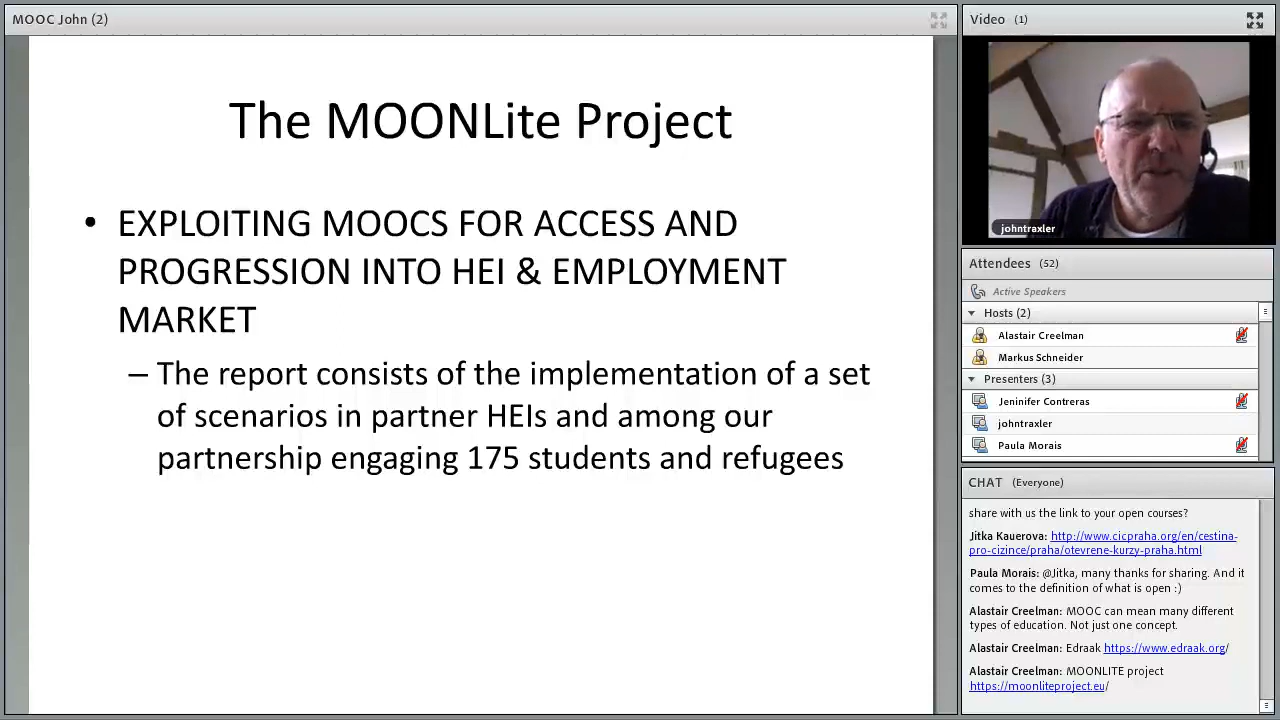 MOOC John (2)
The MOONLite Project
• EXPLOITING MOOCS FOR ACCESS AND
PROGRESSION INTO HEI & EMPLOYMENT
MARKET
– The report consists of the implementation of a set
of scenarios in partner HEIs and among our
partnership engaging 175 students and refugees
Video (1)
johntraxler
Attendees (52)
Active Speakers
Hosts (2)
Alastair Creelman
Markus Schneider
Presenters (3)
Jeninifer Contreras
johntraxler
Paula Morais
CHAT (Everyone)
share with us the link to your open courses?
Jitka Kauerova: http://www.cicpraha.org/en/cestina-
pro-cizince/praha/otevrene-kurzy-praha.html
Paula Morais: @Jitka, many thanks for sharing. And it
comes to the definition of what is open :)
Alastair Creelman: MOOC can mean many different
types of education. Not just one concept.
Alastair Creelman: Edraak https://www.edraak.org/
Alastair Creelman: MOONLITE project
https://moonliteproject.eu/